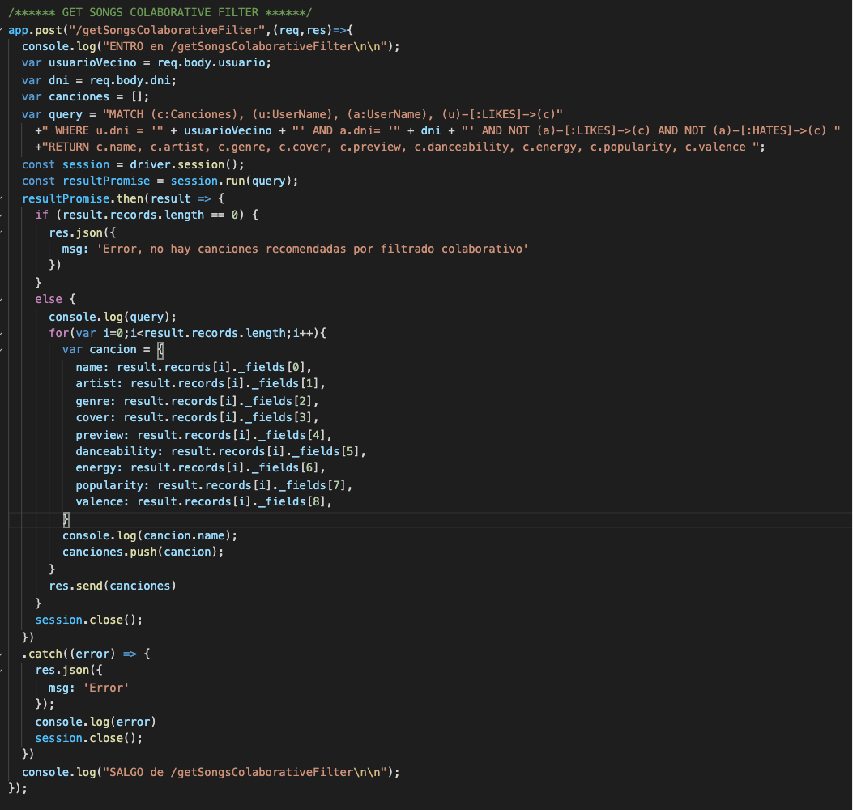 /****** GET SONGS COLABORATIVE FILTER ******/
app.post("/getSongsColaborativeFilter",(req,res)=>{
  console.log("ENTRO en /getSongsColaborativeFilter\n\n");
  var usuarioVecino = req.body.usuario;
  var dni = req.body.dni;
  var canciones = [];
  var query = "MATCH (c:Canciones), (u:UserName), (a:UserName), (u)-[:LIKES]->(c)"
    +" WHERE u.dni = '" + usuarioVecino + "' AND a.dni= '" + dni + "' AND NOT (a)-[:LIKES]->(c) AND NOT (a)-[:HATES]->(c) "
    +"RETURN c.name, c.artist, c.genre, c.cover, c.preview, c.danceability, c.energy, c.popularity, c.valence ";
  const session = driver.session();
  const resultPromise = session.run(query);
  resultPromise.then(result => {
    if (result.records.length == 0) {
      res.json({
        msg: 'Error, no hay canciones recomendadas por filtrado colaborativo'
      })
    }
    else {
      console.log(query);
      for(var i=0;i<result.records.length;i++){
        var cancion = {
          name: result.records[i]._fields[0],
          artist: result.records[i]._fields[1],
          genre: result.records[i]._fields[2],
          cover: result.records[i]._fields[3],
          preview: result.records[i]._fields[4],
          danceability: result.records[i]._fields[5],
          energy: result.records[i]._fields[6],
          popularity: result.records[i]._fields[7],
          valence: result.records[i]._fields[8],
        }
        console.log(cancion.name);
        canciones.push(cancion);
      }
      res.send(canciones)
    }
    session.close();
  })
  .catch((error) => {
    res.json({
      msg: 'Error'
    });
    console.log(error)
    session.close();
  })
  console.log("SALGO de /getSongsColaborativeFilter\n\n");
});